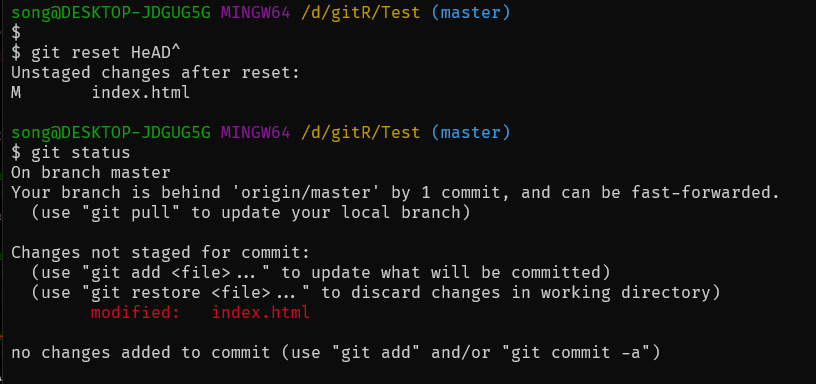 song@DESKTOP-JDGUG5G MINGW64 /d/gitR/Test (master)
$
$ git reset HeAD^
Unstaged changes after reset:
M       index.html

song@DESKTOP-JDGUG5G MINGW64 /d/gitR/Test (master)
$ git status
On branch master
Your branch is behind 'origin/master' by 1 commit, and can be fast-forwarded.
  (use "git pull" to update your local branch)

Changes not staged for commit:
  (use "git add <file>..." to update what will be committed)
  (use "git restore <file>..." to discard changes in working directory)
        modified:   index.html

no changes added to commit (use "git add" and/or "git commit -a")